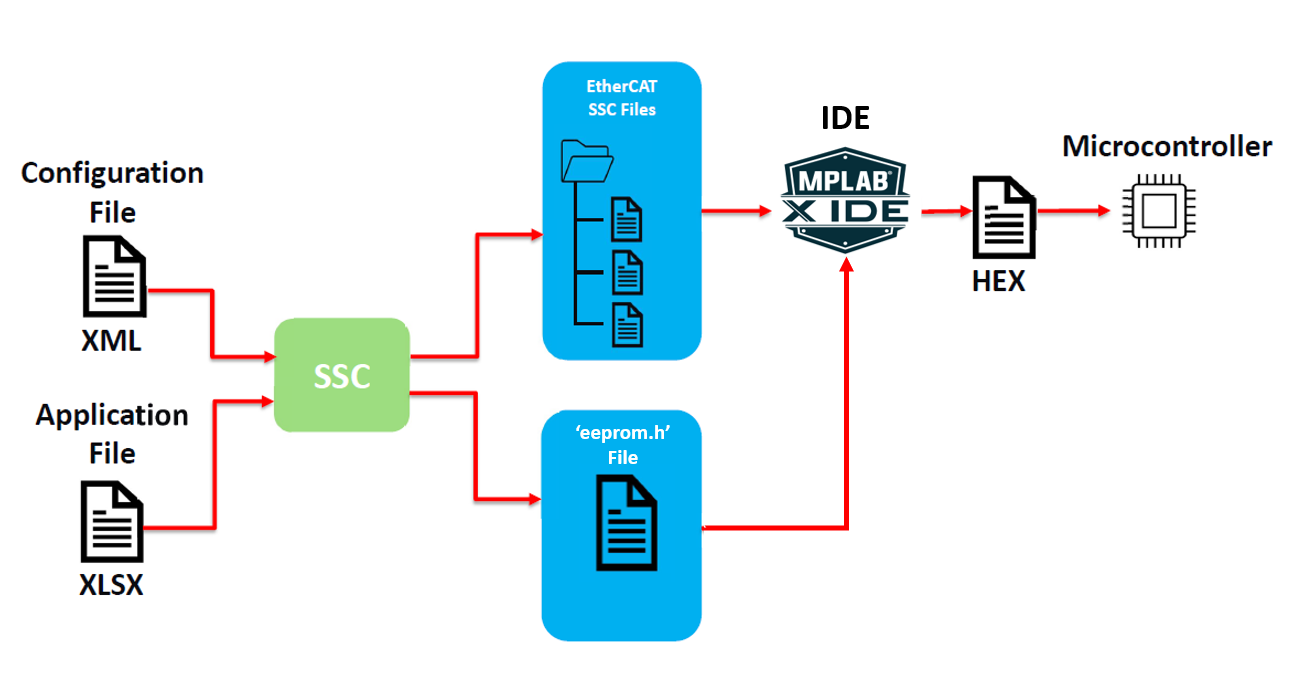 Configuration
File
XML
Application
File
XLSX
SSC
EtherCAT
SSC Files
'eeprom.h'
File
IDE
MPLAB®
X IDE
HEX
Microcontroller